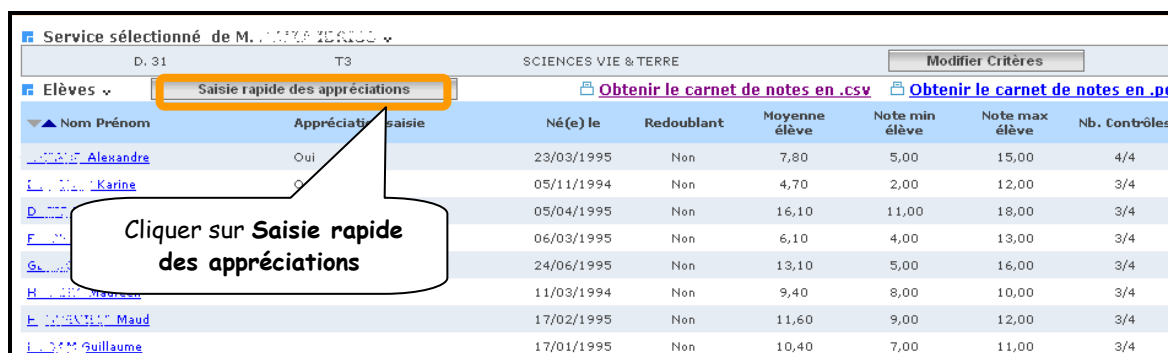 Service sélectionné de M.
D. 31 T3 SCIENCES VIE & TERRE Modifier Critères
Elèves Saisie rapide des appréciations Obtenir le carnet de notes en .csv Obtenir le carnet de notes en
Nom Prénom Appréciation saisie Né(e) le Redoublant Moyenne élève Note min élève Note max élève Nb. Contrôles
Alexandre Oui 23/03/1995 Non 7,80 5,00 15,00 4/4
Karine 05/11/1994 Non 4,70 2,00 12,00 3/4
05/04/1995 Non 16,10 11,00 18,00 3/4
06/03/1995 Non 6,10 4,00 13,00 3/4
24/06/1995 Non 13,10 5,00 16,00 3/4
11/03/1994 Non 9,40 8,00 10,00 3/4
Maud 17/02/1995 Non 11,60 9,00 12,00 3/4
Guillaume 17/01/1995 Non 10,40 7,00 11,00 3/4
Cliquer sur Saisie rapide
des appréciations